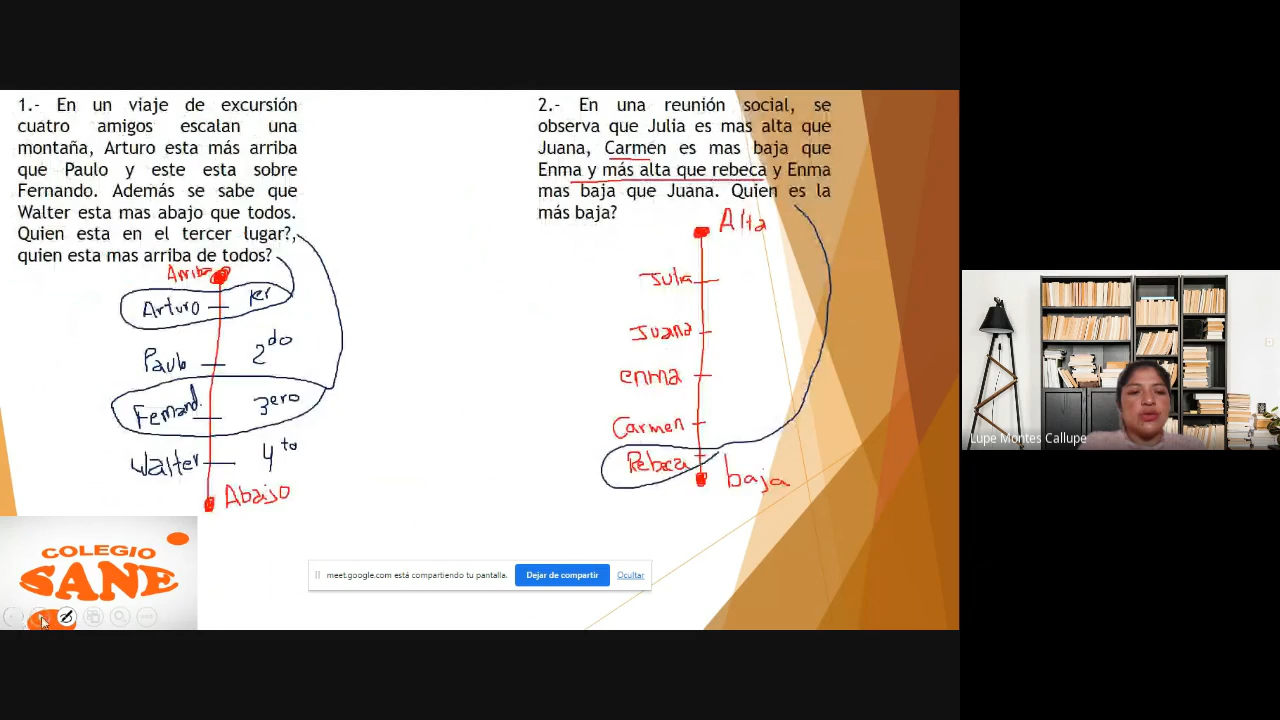 1.- En un viaje de excursión
cuatro amigos escalan una
montaña, Arturo esta más arriba
que Paulo y este esta sobre
Fernando. Además se sabe que
Walter esta mas abajo que todos.
Quien esta en el tercer lugar?,
quien esta mas arriba de todos?
Arriba
Arturo 1er
Paulo 2do
Fernand. 3ero
Walter 4to
Abajo
2.- En una reunión social, se
observa que Julia es mas alta que
Juana, Carmen es mas baja que
Enma y más alta que rebeca y Enma
mas baja que Juana. Quien es la
más baja?
Alta
Julia
Juana
enma
Carmen
Rebeca
baja
COLEGIO
SANE
meet.google.com está compartiendo tu pantalla. Dejar de compartir Ocultar
Lupe Montes Callupe